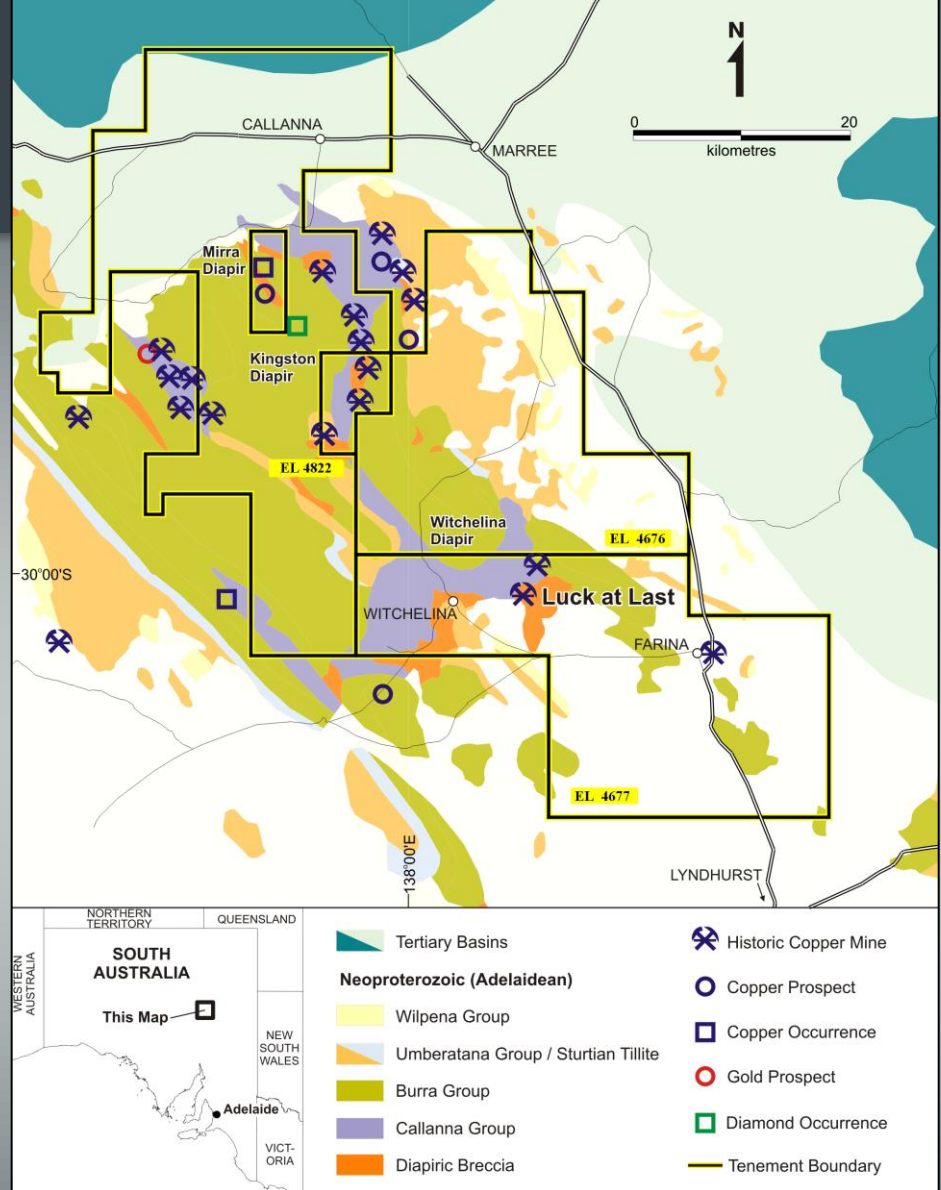 N
0 20
kilometres
CALLANNA
MARREE
Mirra
Diapir
Kingston
Diapir
EL 4822
Witchelina
Diapir
EL 4676
30°00'S
Luck at Last
WITCHELINA
FARINA
EL 4677
138°00'E
LYNDHURST
NORTHERN
TERRITORY
QUEENSLAND
WESTERN
AUSTRALIA
SOUTH
AUSTRALIA
This Map
NEW
SOUTH
WALES
Adelaide
VICT-
ORIA
Tertiary Basins
Neoproterozoic (Adelaidean)
Wilpena Group
Umberatana Group / Sturtian Tillite
Burra Group
Callanna Group
Diapiric Breccia
Historic Copper Mine
Copper Prospect
Copper Occurrence
Gold Prospect
Diamond Occurrence
Tenement Boundary